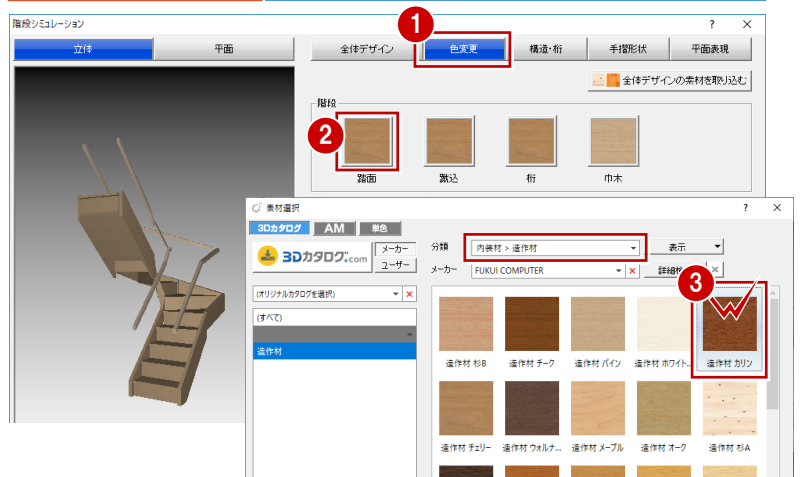 階段シミュレーション ? ×
1
立体 平面 全体デザイン 色変更 構造・桁 手摺形状 平面表現
全体デザインの素材を取り込む
階段
2
踏面 蹴込 桁 巾木
素材選択 ? ×
3Dカタログ AM 単色
3Dカタログ.com メーカー
ユーザー
分類 内装材 > 造作材 表示
メーカー FUKUI COMPUTER × 詳細検 ×
3
(オリジナルカタログを選択) ×
(すべて)
造作材
造作材 杉B 造作材 チーク 造作材 パイン 造作材 ホワイト... 造作材 カリン
造作材 チェリー 造作材 ウォルナ... 造作材 メープル 造作材 オーク 造作材 杉A